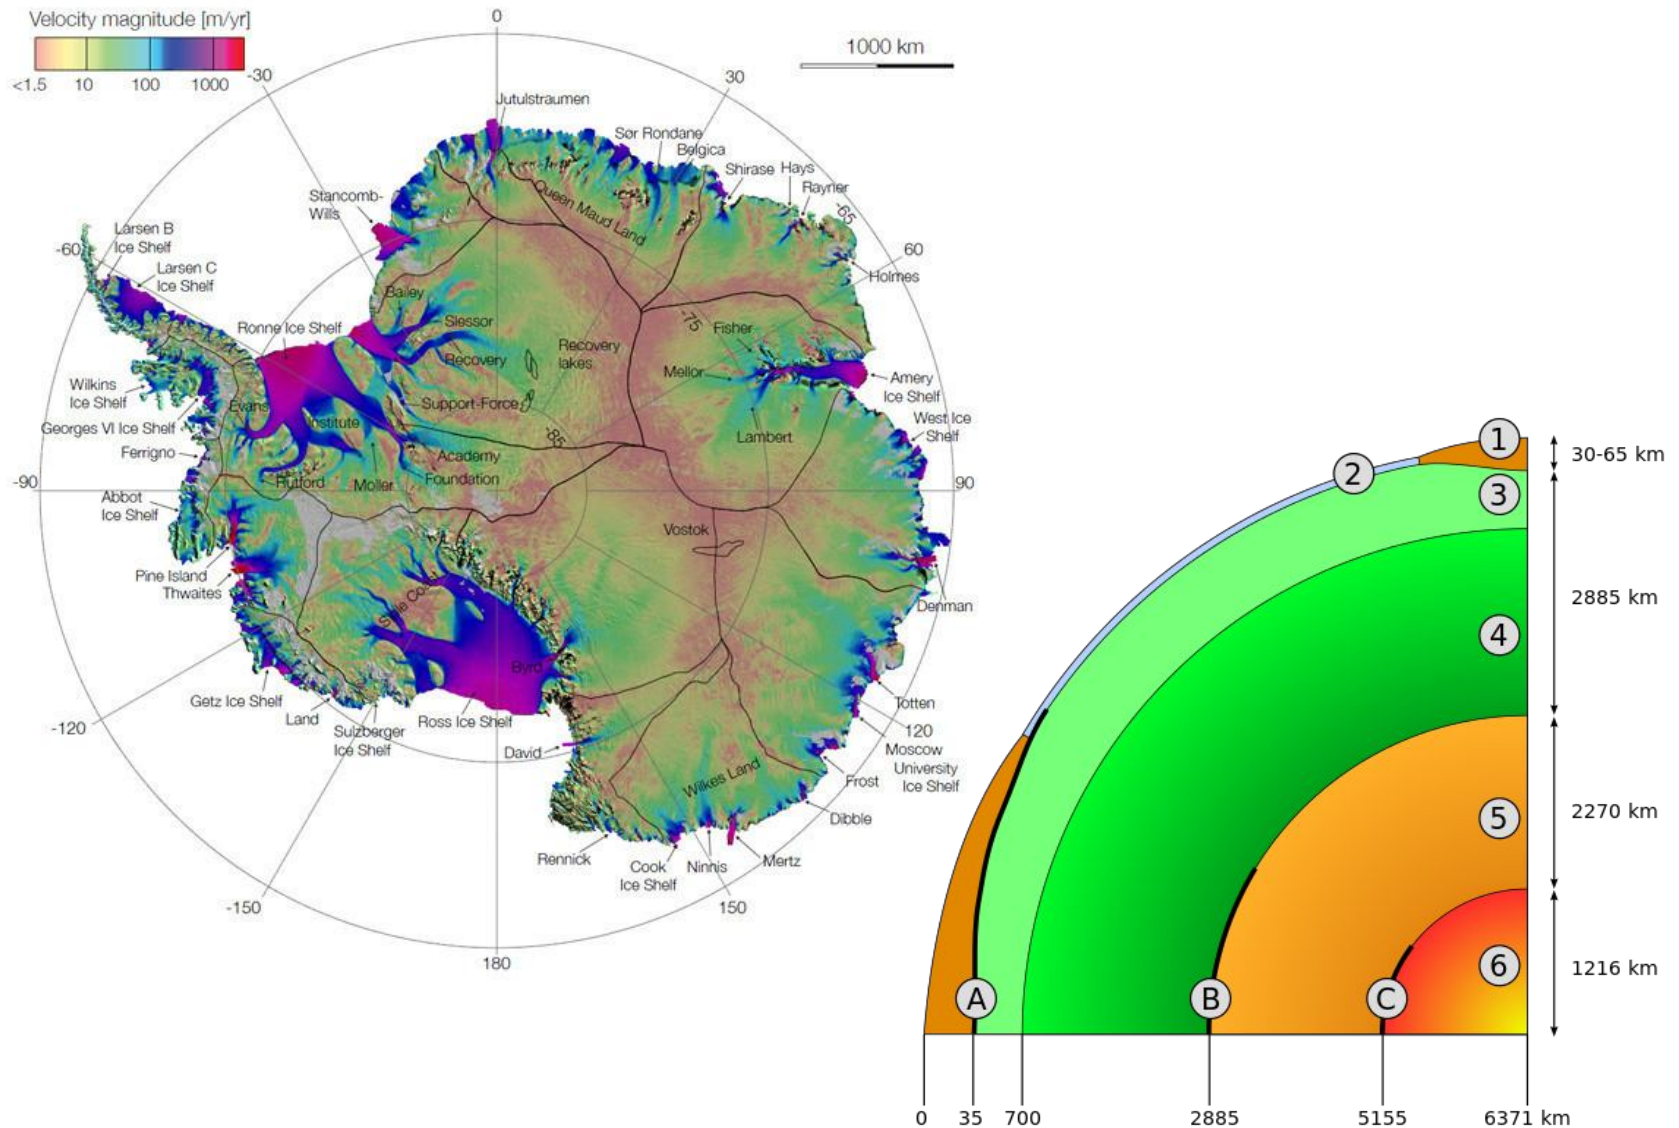 Velocity magnitude [m/yr]
<1.5 10 100 1000
0
1000 km
-30
30
Jutulstraumen
Sør Rondane
Belgica
Shirase Hays
Rayner
-65
Stancomb-
Wills
Queen Maud Land
Larsen B
Ice Shelf
-60
60
Larsen C
Ice Shelf
Holmes
Bailey
Ronne Ice Shelf
Slessor
-75
Fisher
Recovery
Recovery
lakes
Mellor
Amery
Ice Shelf
Wilkins
Ice Shelf
Evans
Support-Force
West Ice
Shelf
Georges VI Ice Shelf
Institute
-85
Lambert
Ferrigno
Academy
Foundation
-90
Rutford
Moller
90
Abbot
Ice Shelf
Vostok
Pine Island
Thwaites
Siple Coast
Denman
Byrd
Getz Ice Shelf
Land
Ross Ice Shelf
Totten
-120
Sulzberger
Ice Shelf
David
120
Moscow
University
Ice Shelf
Wilkes Land
Frost
Dibble
Rennick
Cook
Ice Shelf
Ninnis
Mertz
-150
150
180
1
30-65 km
2
3
2885 km
4
5
2270 km
6
1216 km
A B C
0 35 700 2885 5155 6371 km